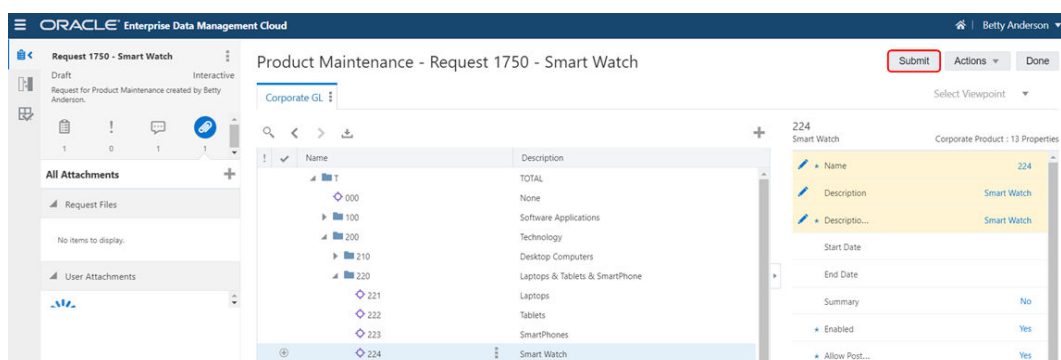 ORACLE Enterprise Data Management Cloud
Betty Anderson
Request 1750 - Smart Watch
Draft
Interactive
Request for Product Maintenance created by Betty
Anderson.
1
0
1
1
All Attachments
Request Files
No items to display.
User Attachments
Product Maintenance - Request 1750 - Smart Watch
Submit
Actions
Done
Corporate GL
Select Viewpoint
Name Description
T TOTAL
000 None
100 Software Applications
200 Technology
210 Desktop Computers
220 Laptops & Tablets & SmartPhone
221 Laptops
222 Tablets
223 SmartPhones
224 Smart Watch
224
Smart Watch
Corporate Product : 13 Properties
Name 224
Description Smart Watch
Descriptio... Smart Watch
Start Date
End Date
Summary No
Enabled Yes
Allow Post... Yes